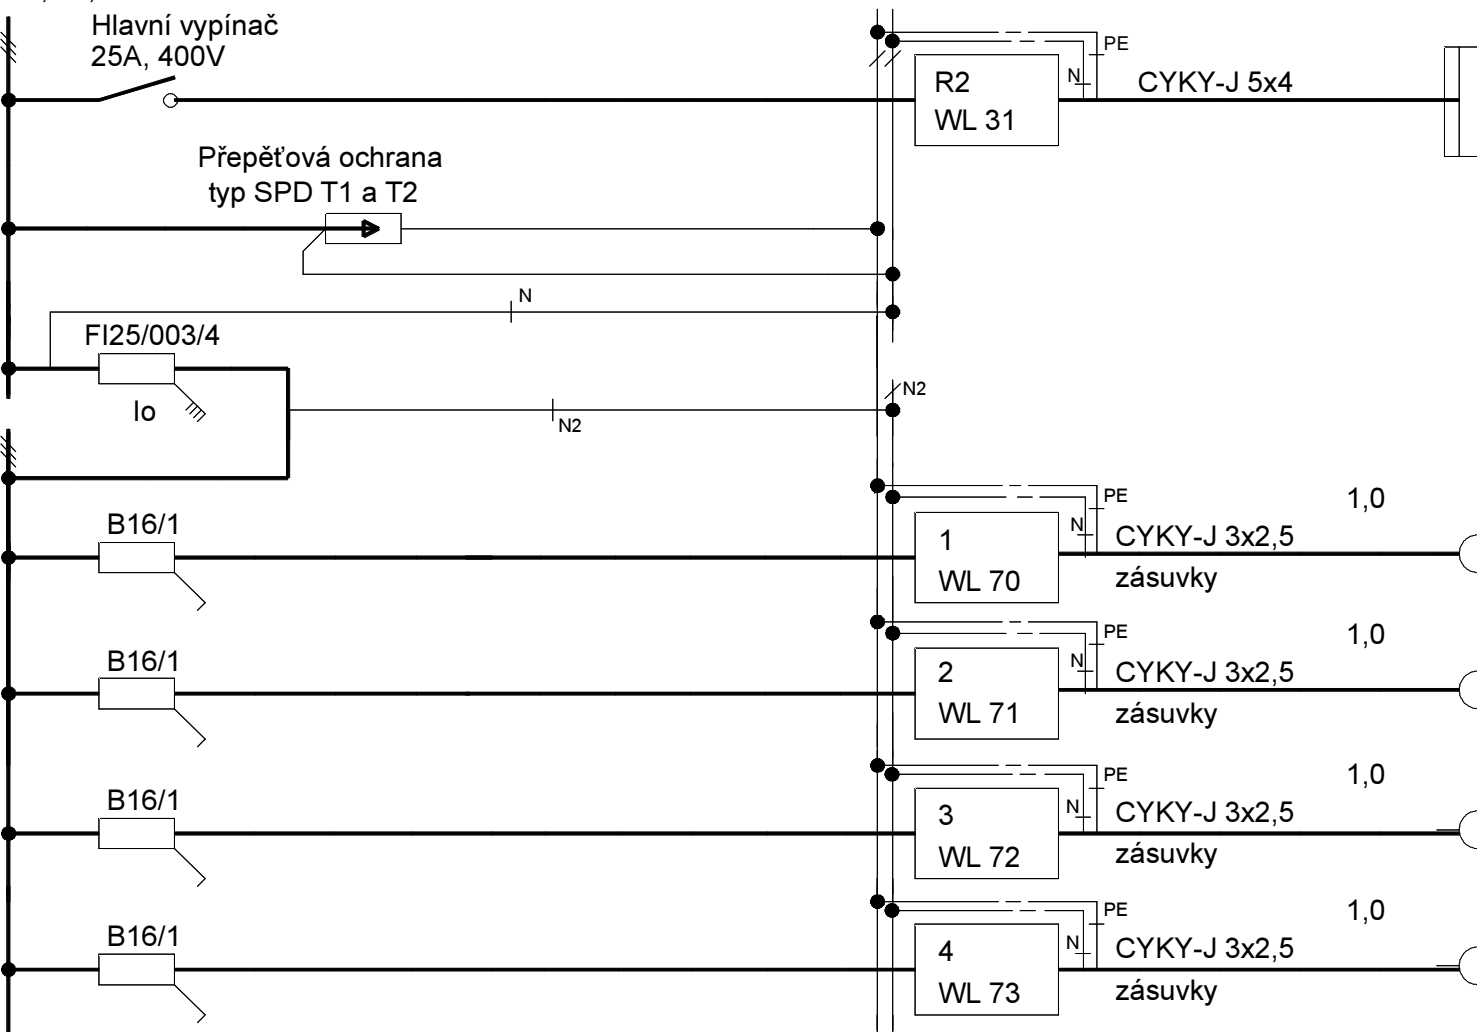 Hlavní vypínač
25A, 400V
PE
N
R2
WL 31
CYKY-J 5x4
Přepěťová ochrana
typ SPD T1 a T2
N
FI25/003/4
Io
N2
N2
B16/1
1
WL 70
PE
N
CYKY-J 3x2,5
zásuvky
1,0
B16/1
2
WL 71
PE
N
CYKY-J 3x2,5
zásuvky
1,0
B16/1
3
WL 72
PE
N
CYKY-J 3x2,5
zásuvky
1,0
B16/1
4
WL 73
PE
N
CYKY-J 3x2,5
zásuvky
1,0